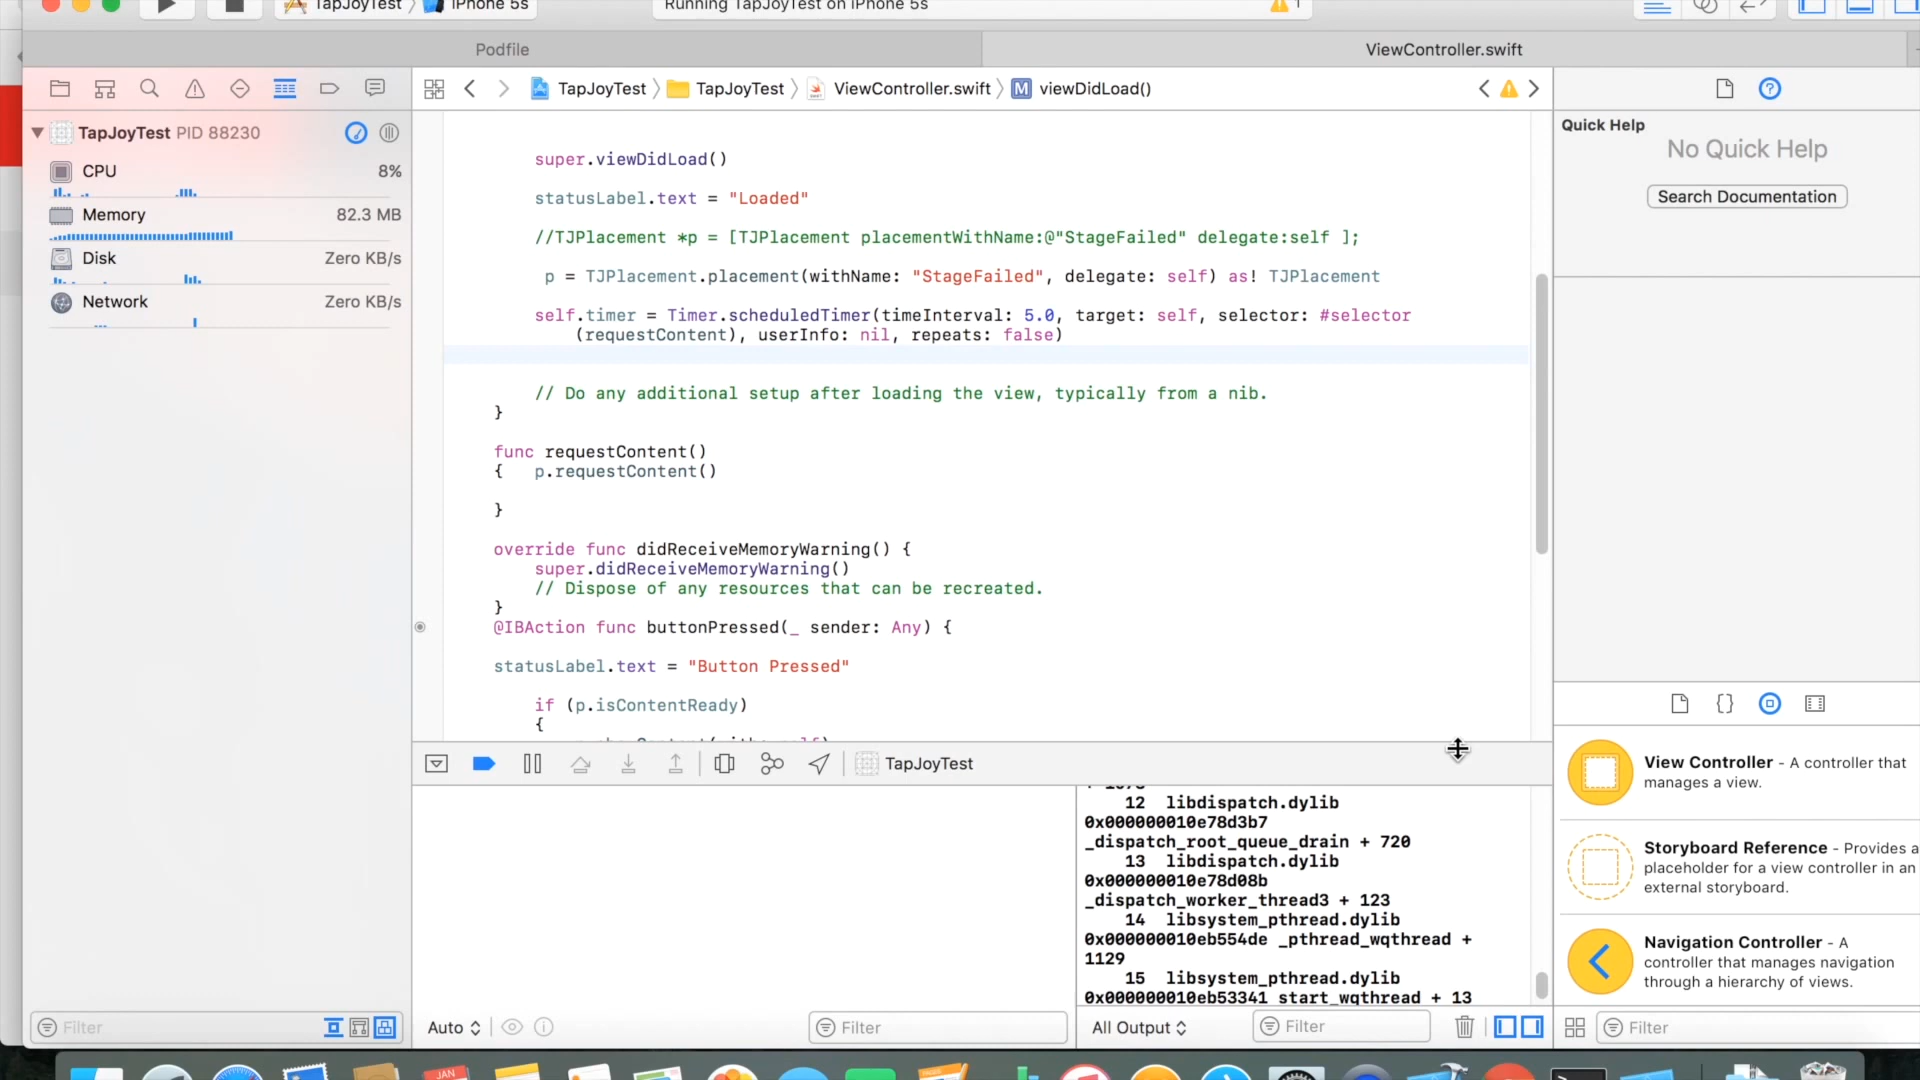 TapJoyTest
iPhone 5s
Running TapJoyTest on iPhone 5s
1
Podfile
ViewController.swift
TapJoyTest
TapJoyTest
ViewController.swift
M
viewDidLoad()
TapJoyTest PID 88230
CPU 8%
Memory 82.3 MB
Disk Zero KB/s
Network Zero KB/s
Filter
super.viewDidLoad()
statusLabel.text = "Loaded"
//TJPlacement *p = [TJPlacement placementWithName:@"StageFailed" delegate:self ];
p = TJPlacement.placement(withName: "StageFailed", delegate: self) as! TJPlacement
self.timer = Timer.scheduledTimer(timeInterval: 5.0, target: self, selector: #selector
(requestContent), userInfo: nil, repeats: false)
// Do any additional setup after loading the view, typically from a nib.
}
func requestContent()
{ p.requestContent()
}
override func didReceiveMemoryWarning() {
super.didReceiveMemoryWarning()
// Dispose of any resources that can be recreated.
}
@IBAction func buttonPressed(_ sender: Any) {
statusLabel.text = "Button Pressed"
if (p.isContentReady)
{
TapJoyTest
12 libdispatch.dylib
0x000000010e78d3b7
_dispatch_root_queue_drain + 720
13 libdispatch.dylib
0x000000010e78d08b
_dispatch_worker_thread3 + 123
14 libsystem_pthread.dylib
0x000000010eb554de _pthread_wqthread +
1129
15 libsystem_pthread.dylib
0x000000010eb53341 start_wqthread + 13
Auto
Filter
All Output
Filter
Quick Help
No Quick Help
Search Documentation
{}
View Controller - A controller that
manages a view.
Storyboard Reference - Provides a
placeholder for a view controller in an
external storyboard.
Navigation Controller - A
controller that manages navigation
through a hierarchy of views.
Filter
JAN